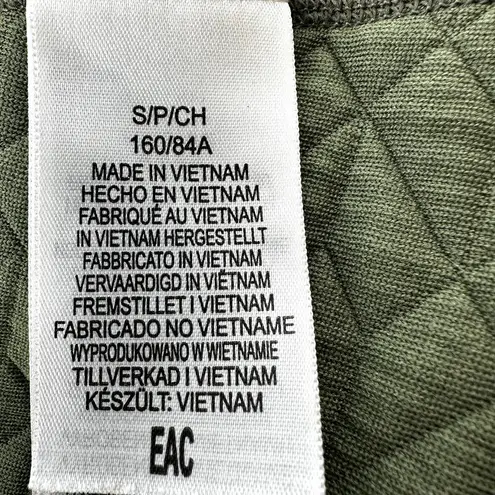 S/P/CH
160/84A
MADE IN VIETNAM
HECHO EN VIETNAM
FABRIQUÉ AU VIETNAM
IN VIETNAM HERGESTELLT
FABBRICATO IN VIETNAM
VERVAARDIGD IN VIËTNAM
FREMSTILLET I VIETNAM
FABRICADO NO VIETNAME
WYPRODUKOWANO W WIETNAMIE
TILLVERKAD I VIETNAM
KÉSZÜLT: VIETNAM
EAC